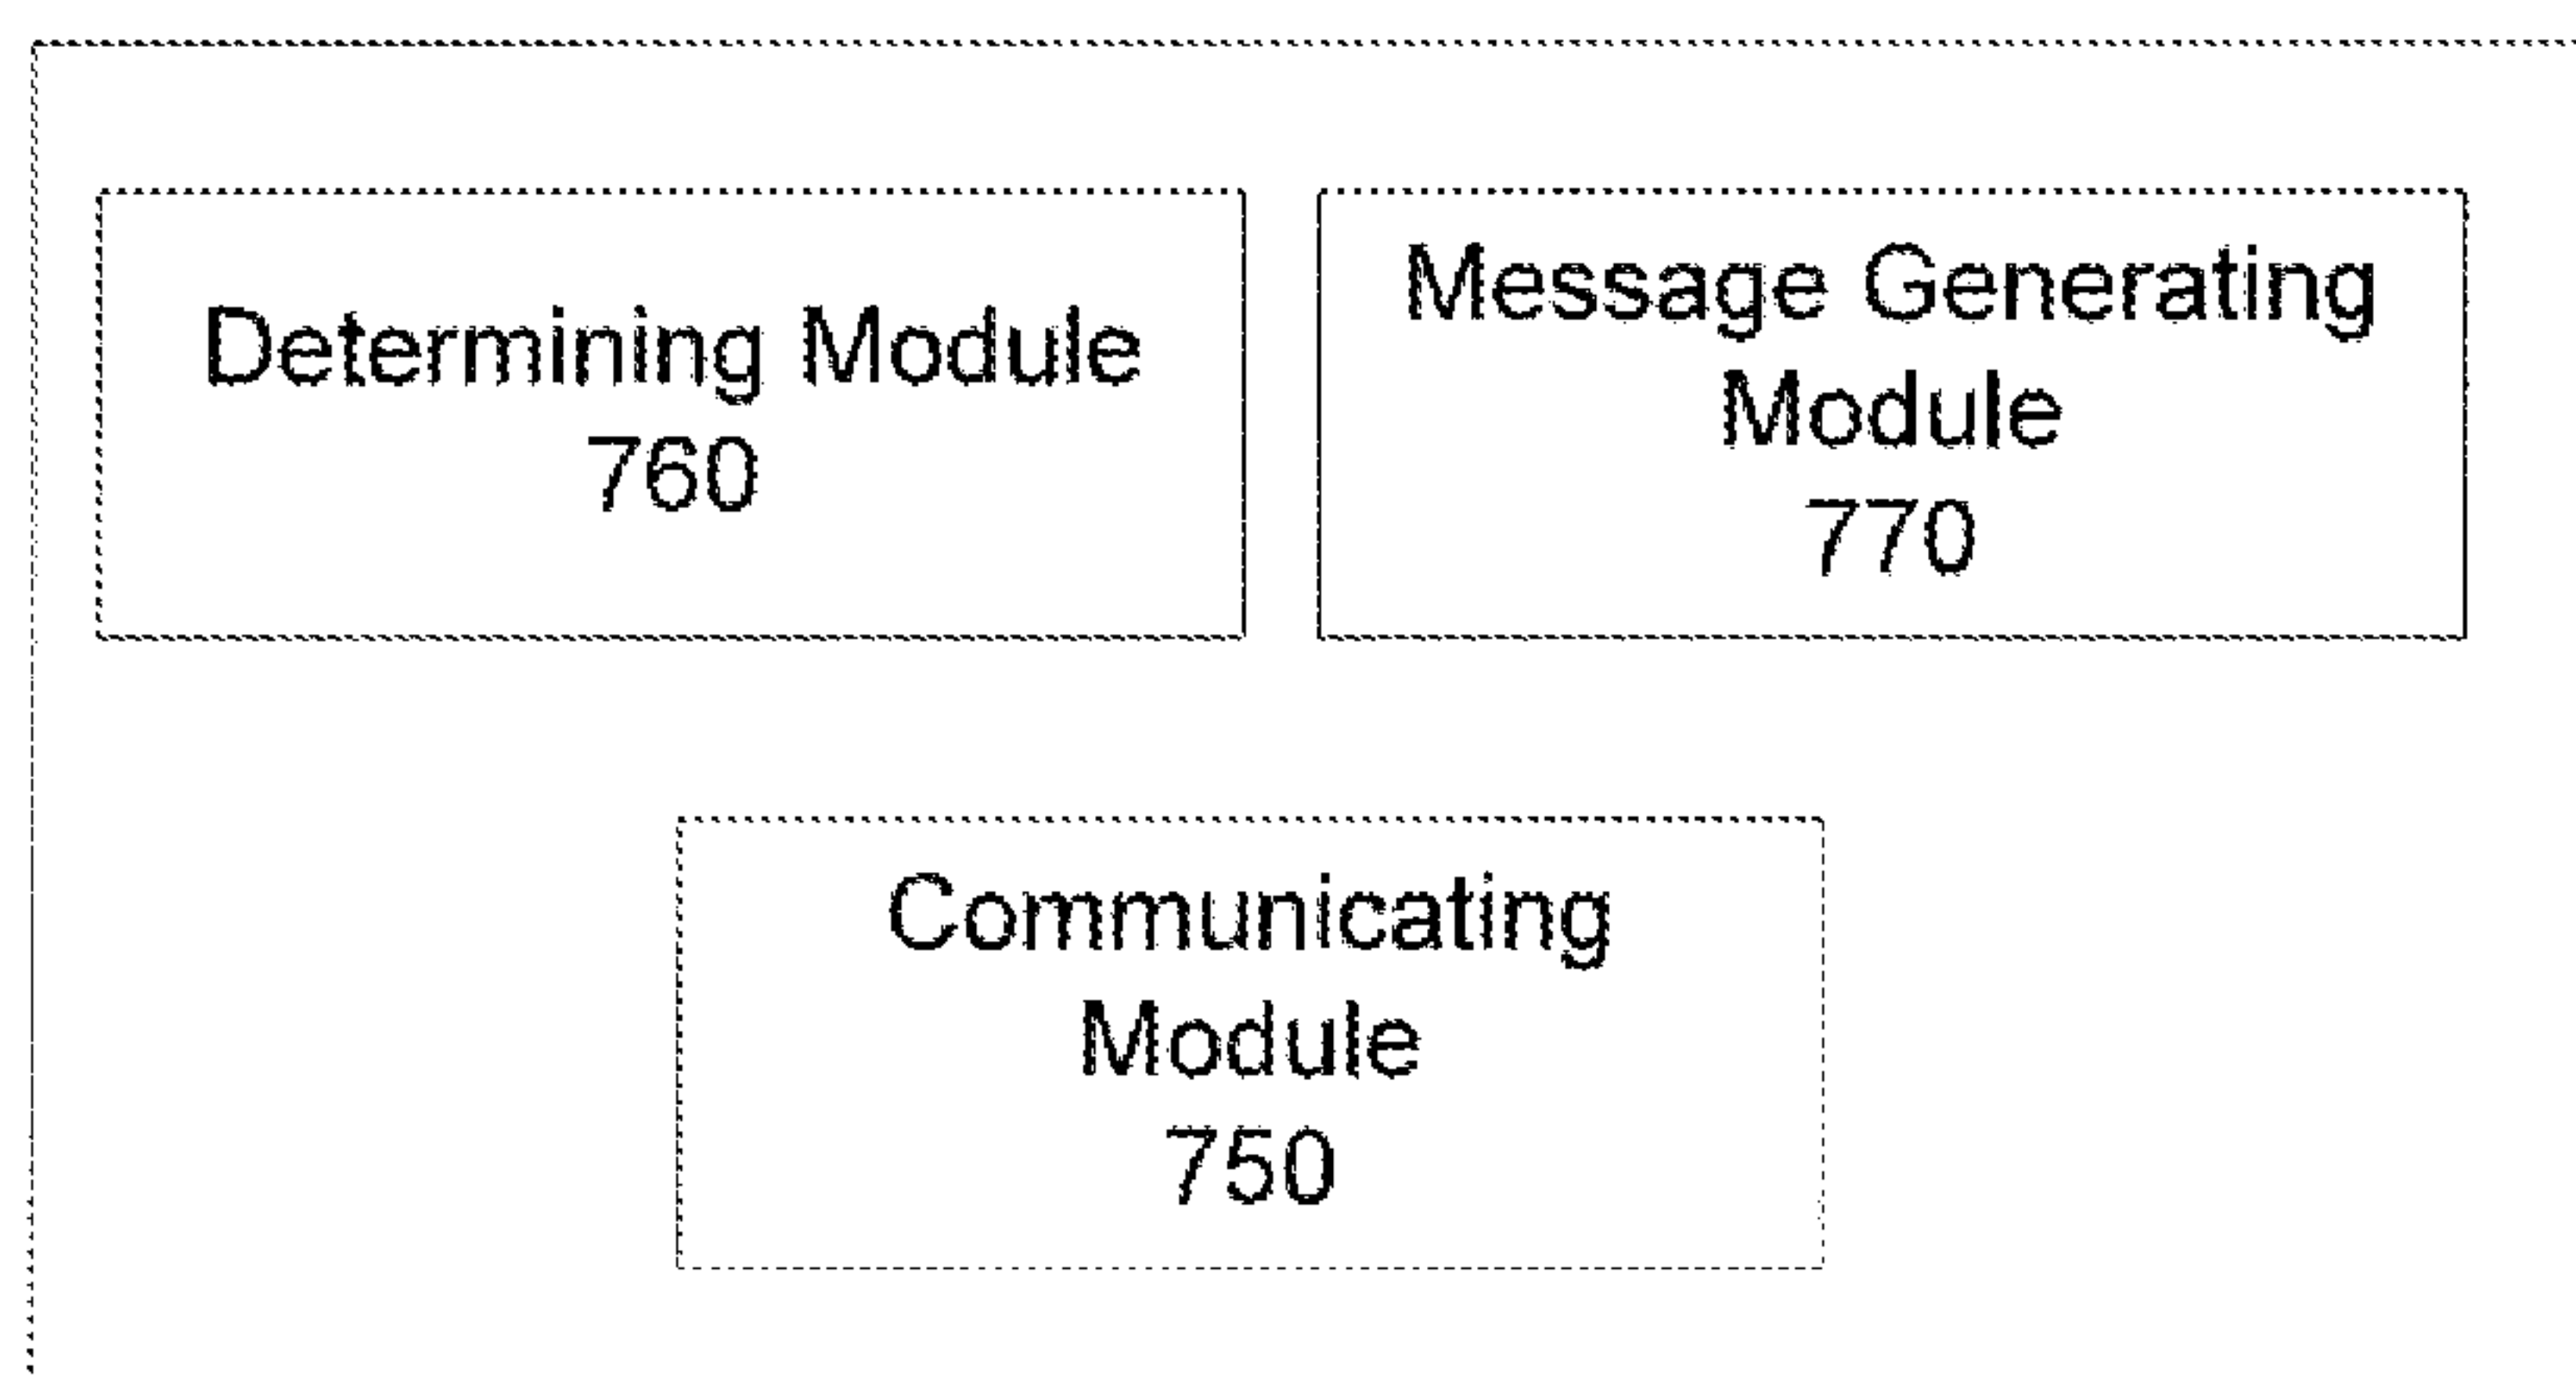 Determining Module
760
Message Generating
Module
770
Communicating
Module
750